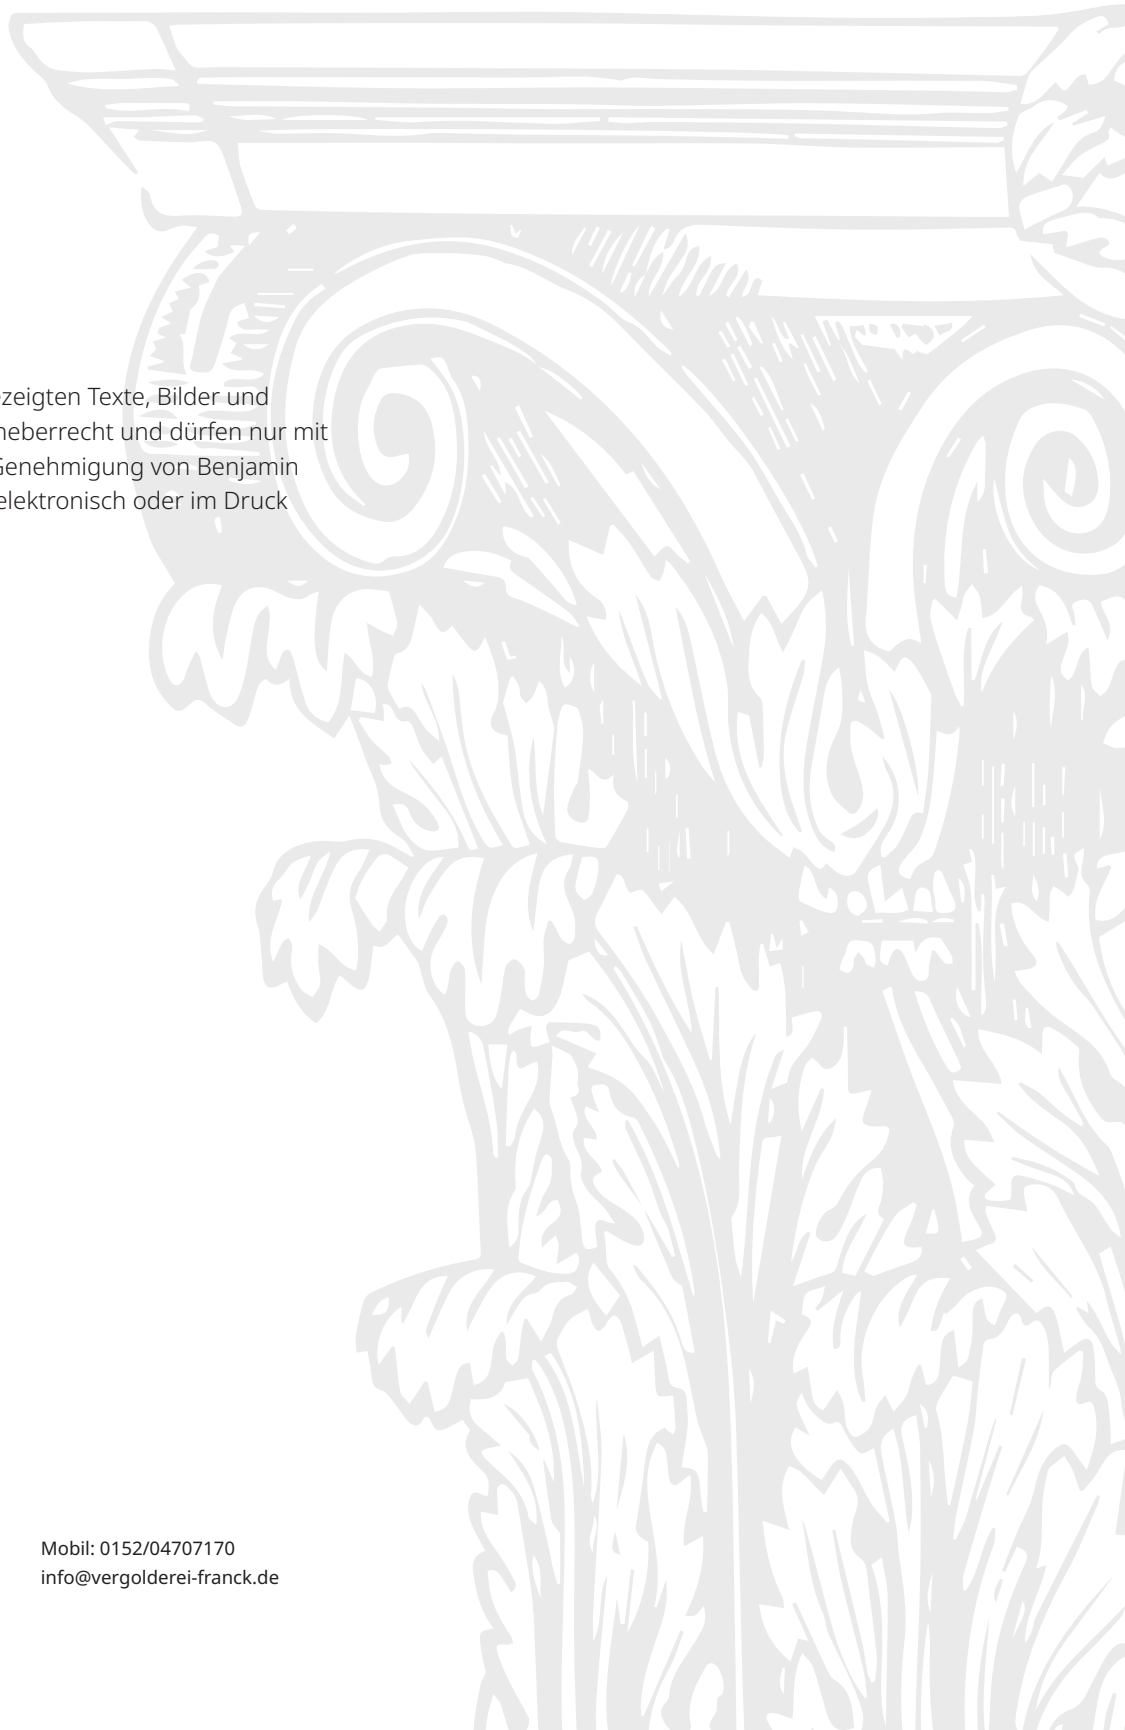 zeigten Texte, Bilder und
heberrecht und dürfen nur mit
Genehmigung von Benjamin
elektronisch oder im Druck
Mobil: 0152/04707170
info@vergolderei-franck.de